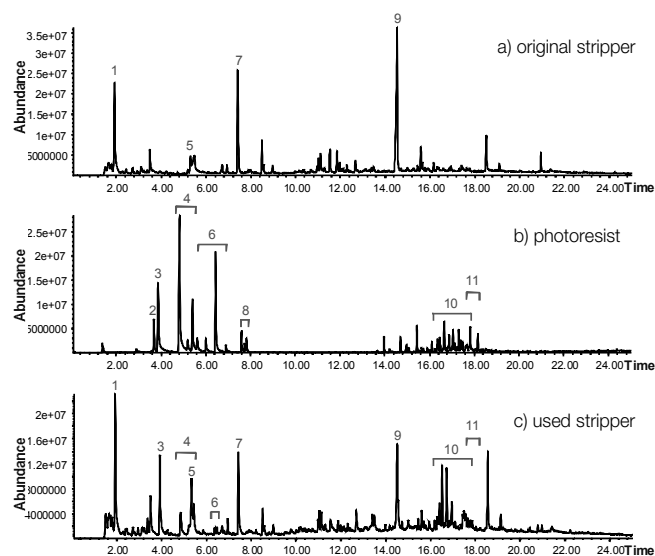 a) original stripper
Abundance
3.5e+07
3e+07
2.5e+07
2e+07
1.5e+07
1e+07
5000000
1
5
7
9
2.00 4.00 6.00 8.00 10.00 12.00 14.00 16.00 18.00 20.00 22.00 24.00 Time
b) photoresist
Abundance
2.5e+07
2e+07
1.5e+07
1e+07
5000000
2
3
4
6
8
10
11
2.00 4.00 6.00 8.00 10.00 12.00 14.00 16.00 18.00 20.00 22.00 24.00 Time
c) used stripper
Abundance
2e+07
1.6e+07
1.2e+07
8000000
4000000
1
3
4
5
6
7
9
10
11
2.00 4.00 6.00 8.00 10.00 12.00 14.00 16.00 18.00 20.00 22.00 24.00 Time